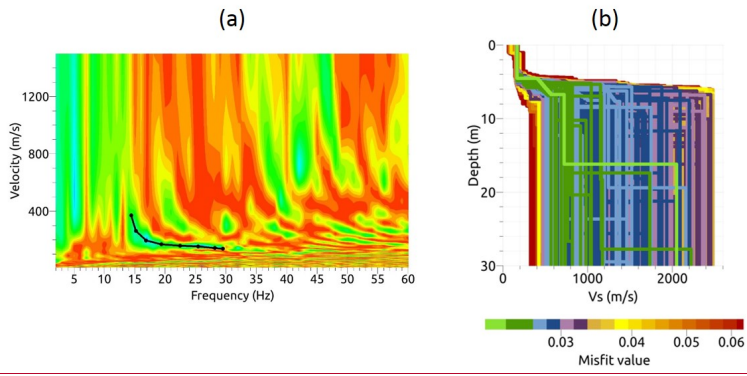 (a)
(b)
1200
800
400
Velocity (m/s)
5 10 15 20 25 30 35 40 45 50 55 60
Frequency (Hz)
0
10
20
30
Depth (m)
0 1000 2000
Vs (m/s)
0.03 0.04 0.05 0.06
Misfit value